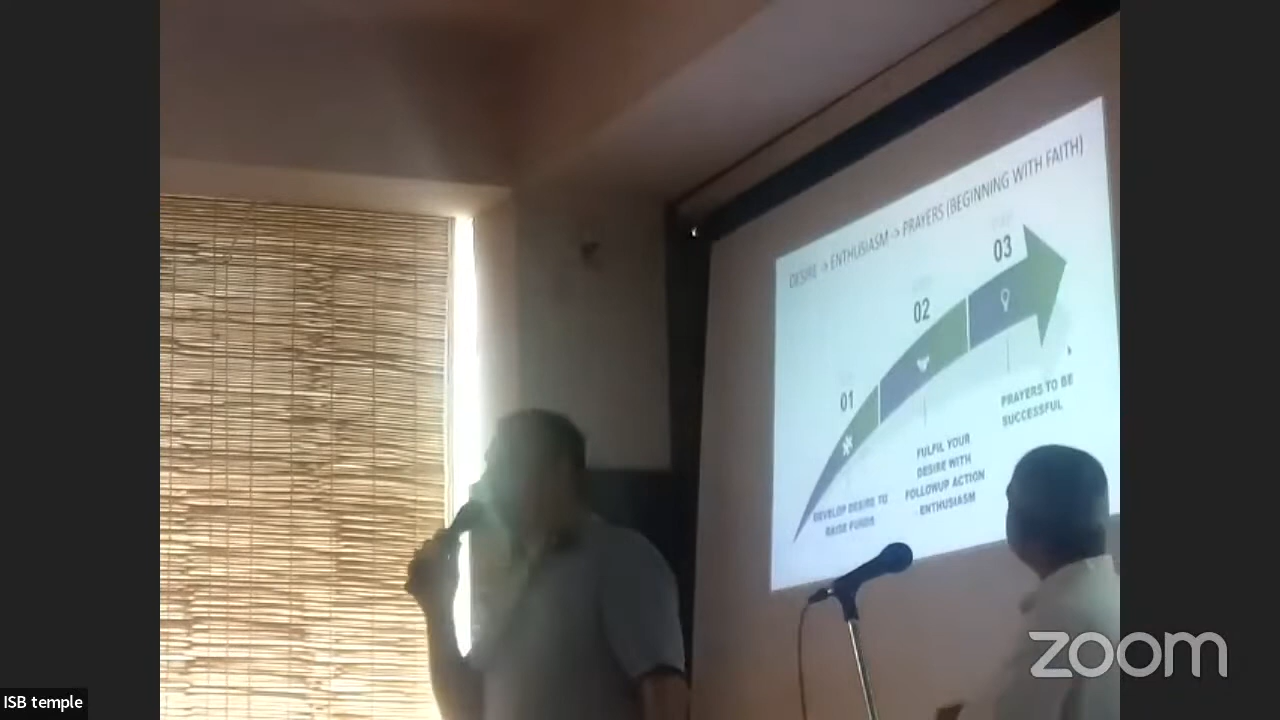 DESIRE -> ENTHUSIASM -> PRAYERS (BEGINNING WITH FAITH)
01
DEVELOP DESIRE TO
RAISE FUNDS
02
FULFIL YOUR
DESIRE WITH
FOLLOWUP ACTION
ENTHUSIASM
03
PRAYERS TO BE
SUCCESSFUL
zoom
ISB temple